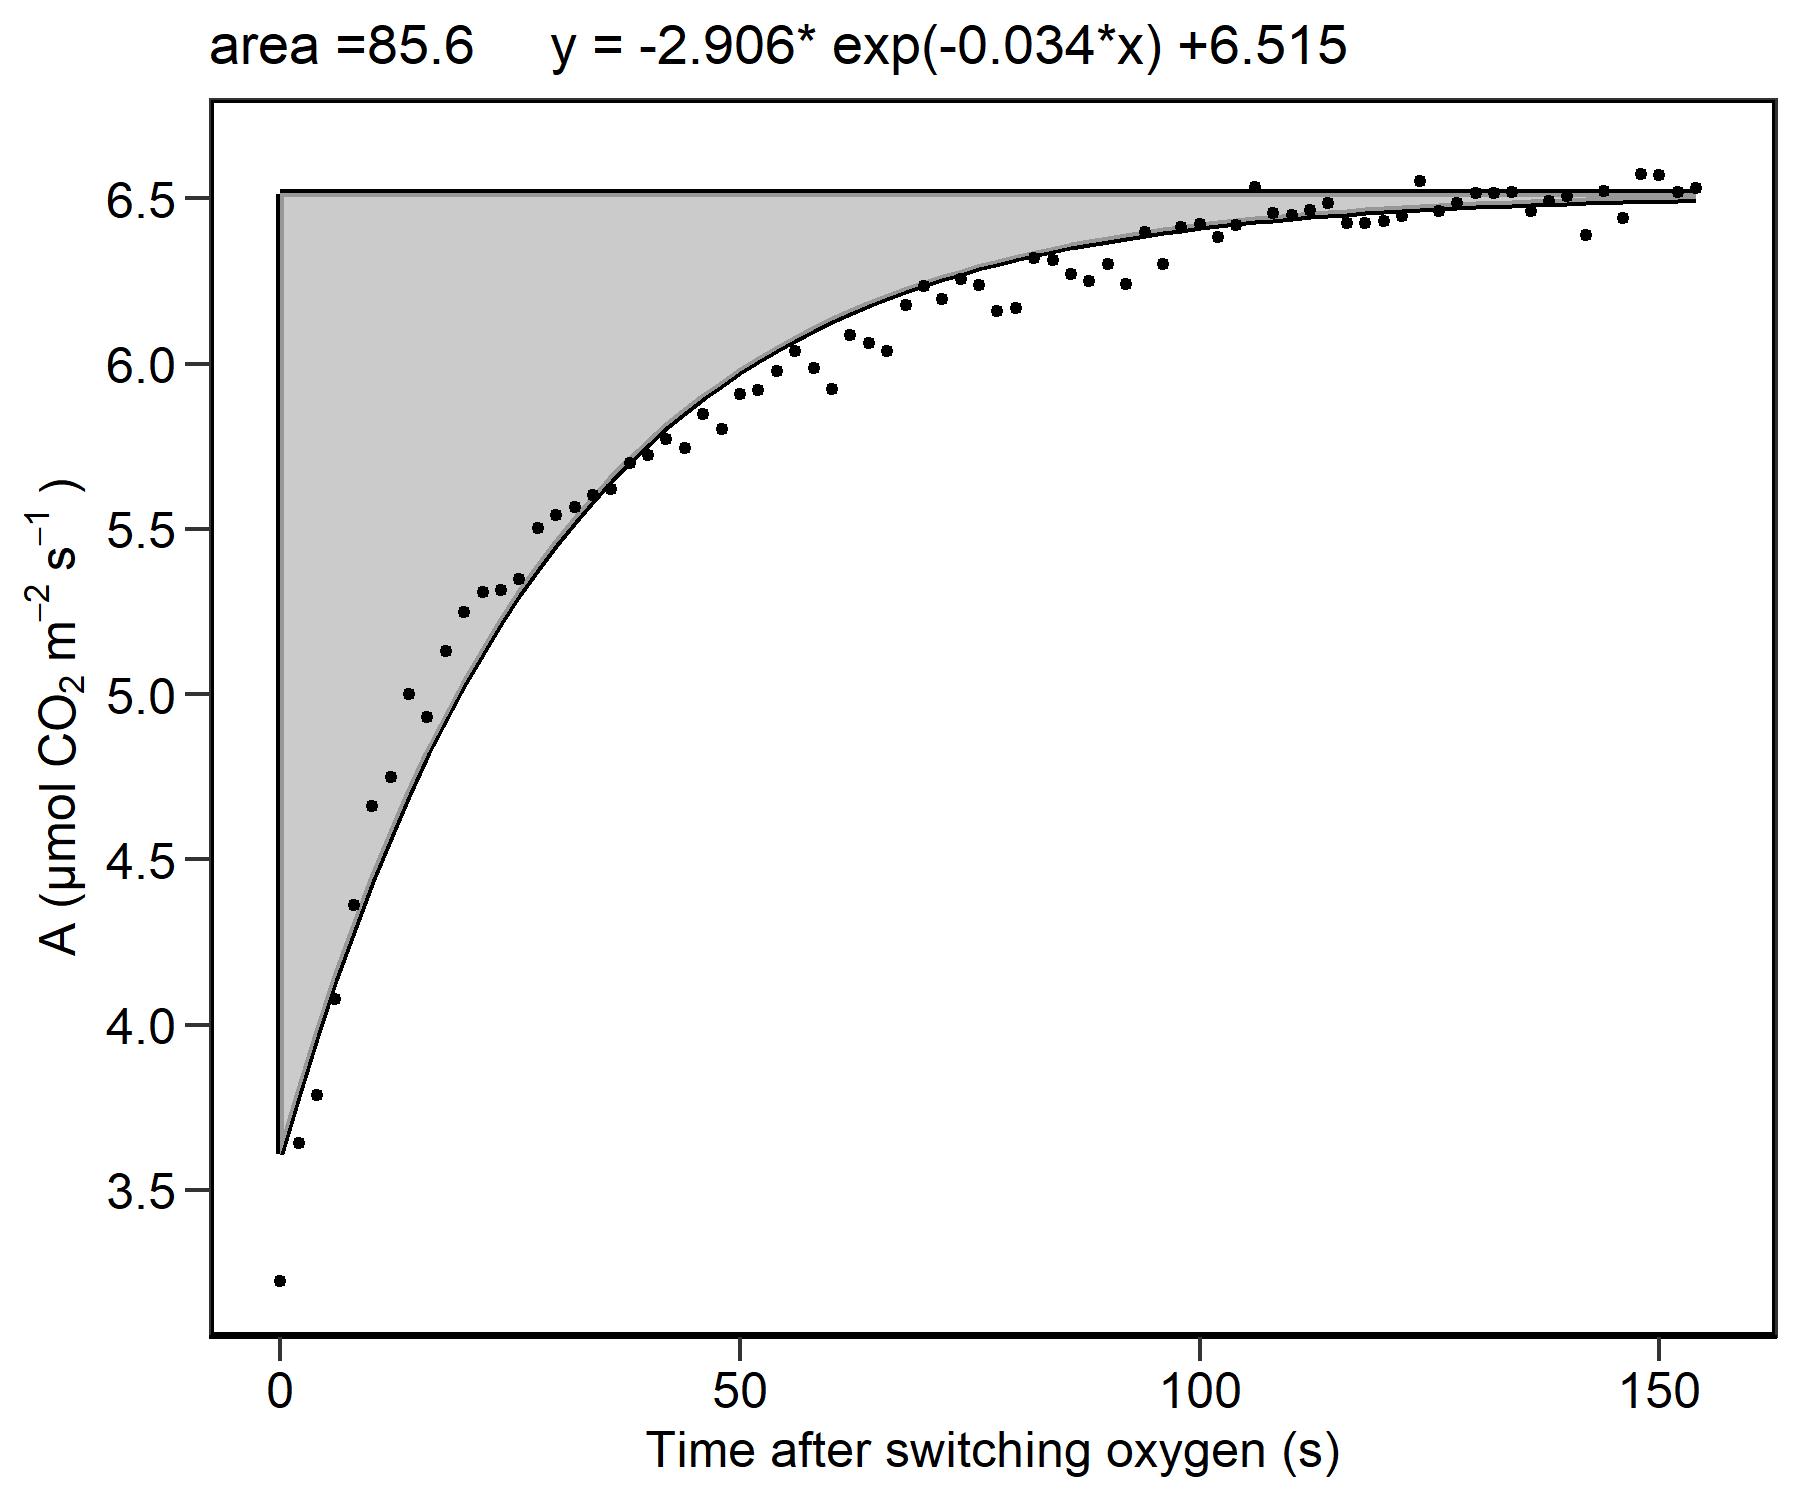 area =85.6 y = -2.906* exp(-0.034*x) +6.515
6.5
6.0
5.5
5.0
4.5
4.0
3.5
A (μmol CO₂ m⁻² s⁻¹ )
0 50 100 150
Time after switching oxygen (s)